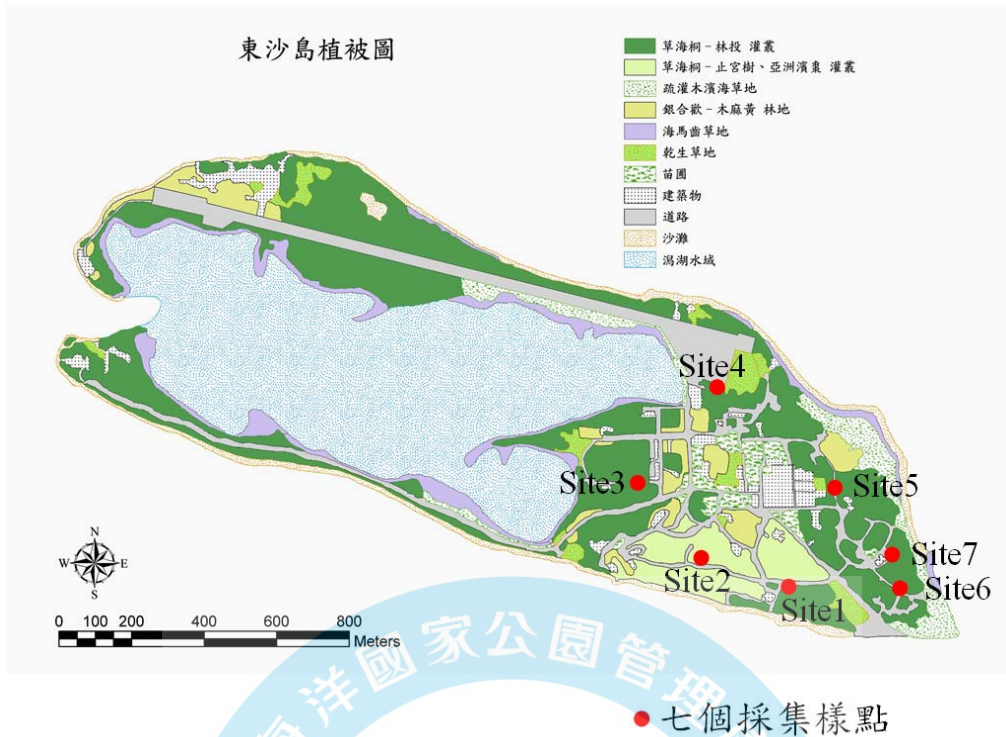 東沙島植被圖
草海桐-林投 灌叢
草海桐-止宮樹、亞洲濱棗 灌叢
疏灌木濱海草地
銀合歡-木麻黃 林地
海馬齒草地
乾生草地
苗圃
建築物
道路
沙灘
潟湖水域
Site4
Site3
Site5
Site7
Site2
Site6
Site1
N
W E
S
0 100 200 400 600 800
Meters
海洋國家公園管理
七個採集樣點